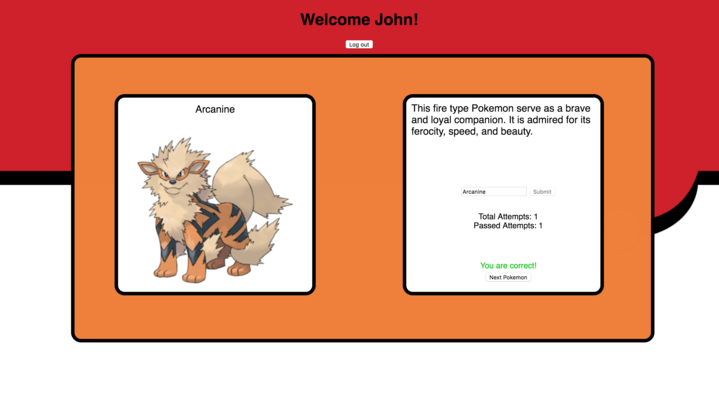 Welcome John!
Log out
Arcanine
This fire type Pokemon serve as a brave
and loyal companion. It is admired for its
ferocity, speed, and beauty.
Arcanine Submit
Total Attempts: 1
Passed Attempts: 1
You are correct!
Next Pokemon